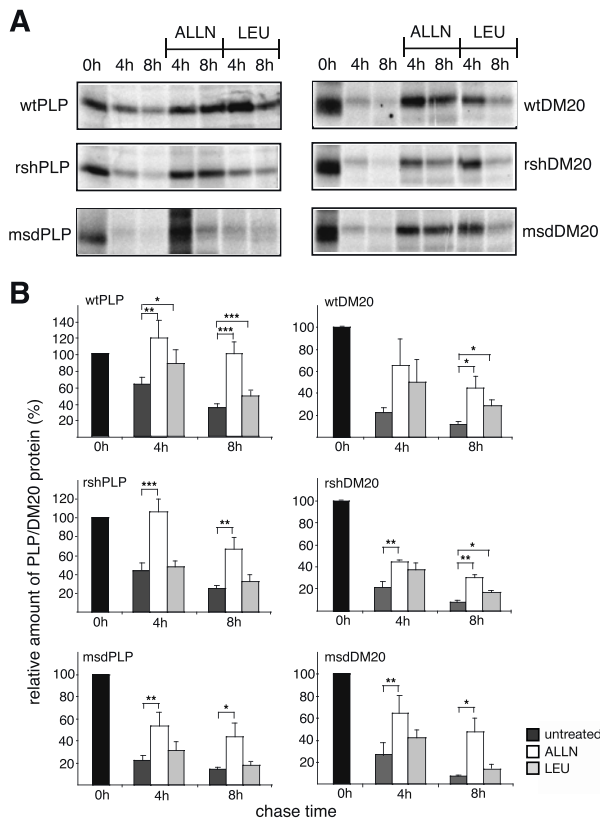 A
ALLN LEU ALLN LEU
0h 4h 8h 4h 8h 4h 8h 0h 4h 8h 4h 8h 4h 8h
wtPLP wtDM20
rshPLP rshDM20
msdPLP msdDM20
B
relative amount of PLP/DM20 protein (%)
wtPLP
140
120
100
80
60
40
20
* ** *** ***
0h 4h 8h
wtDM20
100
80
60
40
20
* *
0h 4h 8h
rshPLP
120
100
80
60
40
20
*** **
0h 4h 8h
rshDM20
100
80
60
40
20
** * **
0h 4h 8h
msdPLP
100
80
60
40
20
** *
0h 4h 8h
msdDM20
100
80
60
40
20
** *
0h 4h 8h
untreated
ALLN
LEU
chase time